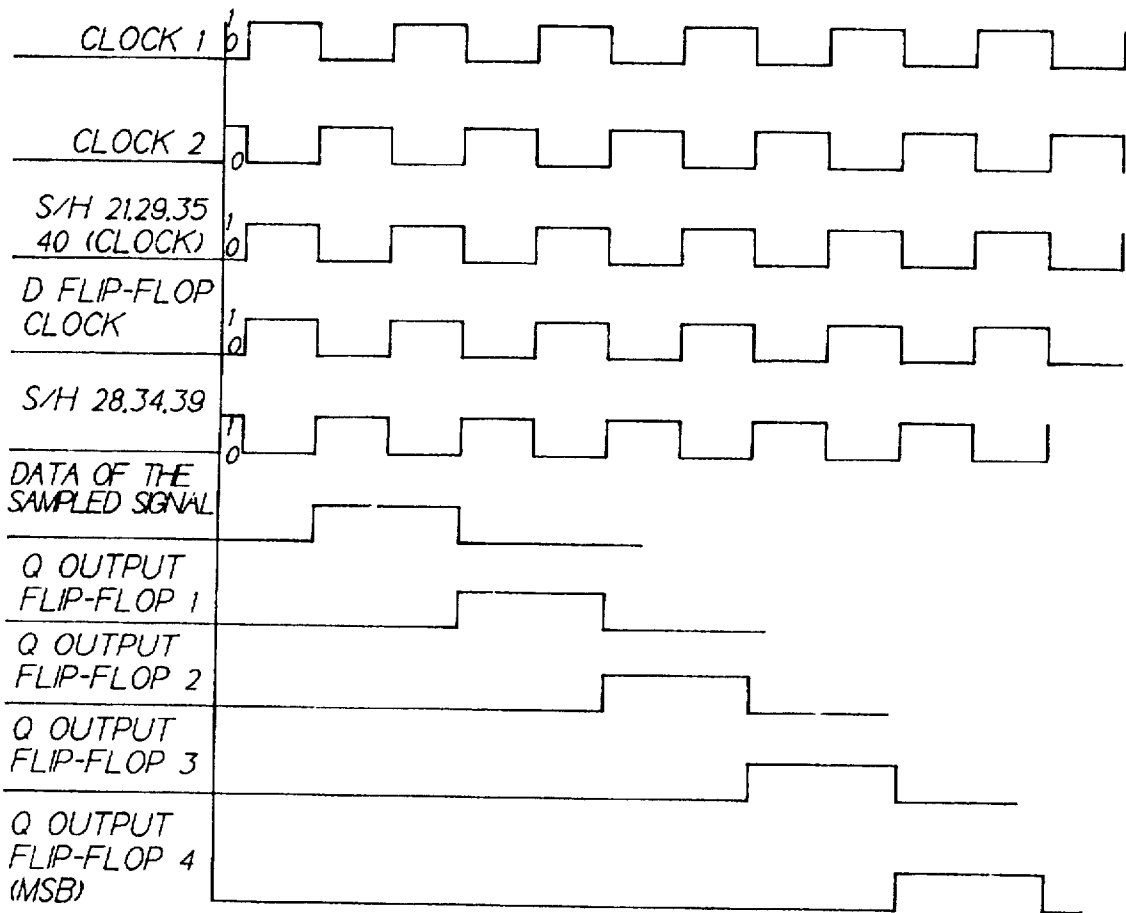 CLOCK 1 1
0
CLOCK 2 0
S/H 21.29.35 1
40 (CLOCK) 0
D FLIP-FLOP
CLOCK 1
0
S/H 28.34.39 1
0
DATA OF THE
SAMPLED SIGNAL
Q OUTPUT
FLIP-FLOP 1
Q OUTPUT
FLIP-FLOP 2
Q OUTPUT
FLIP-FLOP 3
Q OUTPUT
FLIP-FLOP 4
(MSB)